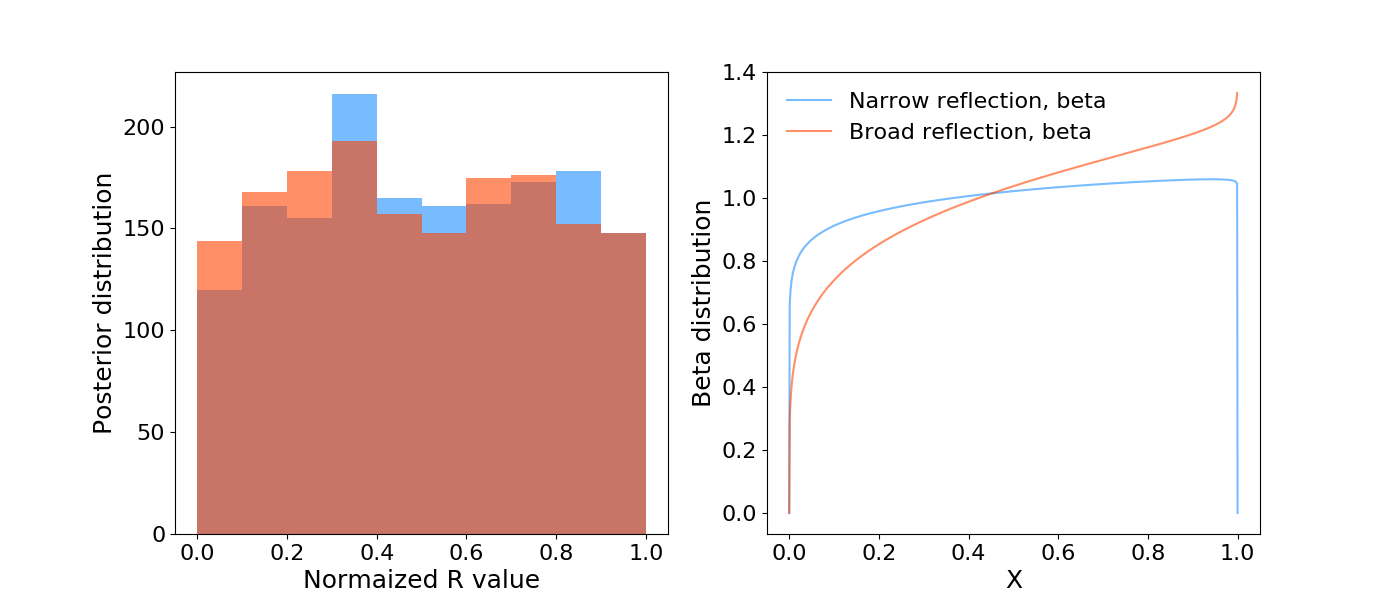 200
150
100
50
0
Posterior distribution
0.0 0.2 0.4 0.6 0.8 1.0
Normaized R value
1.4
1.2
1.0
0.8
0.6
0.4
0.2
0.0
Beta distribution
Narrow reflection, beta
Broad reflection, beta
0.0 0.2 0.4 0.6 0.8 1.0
X